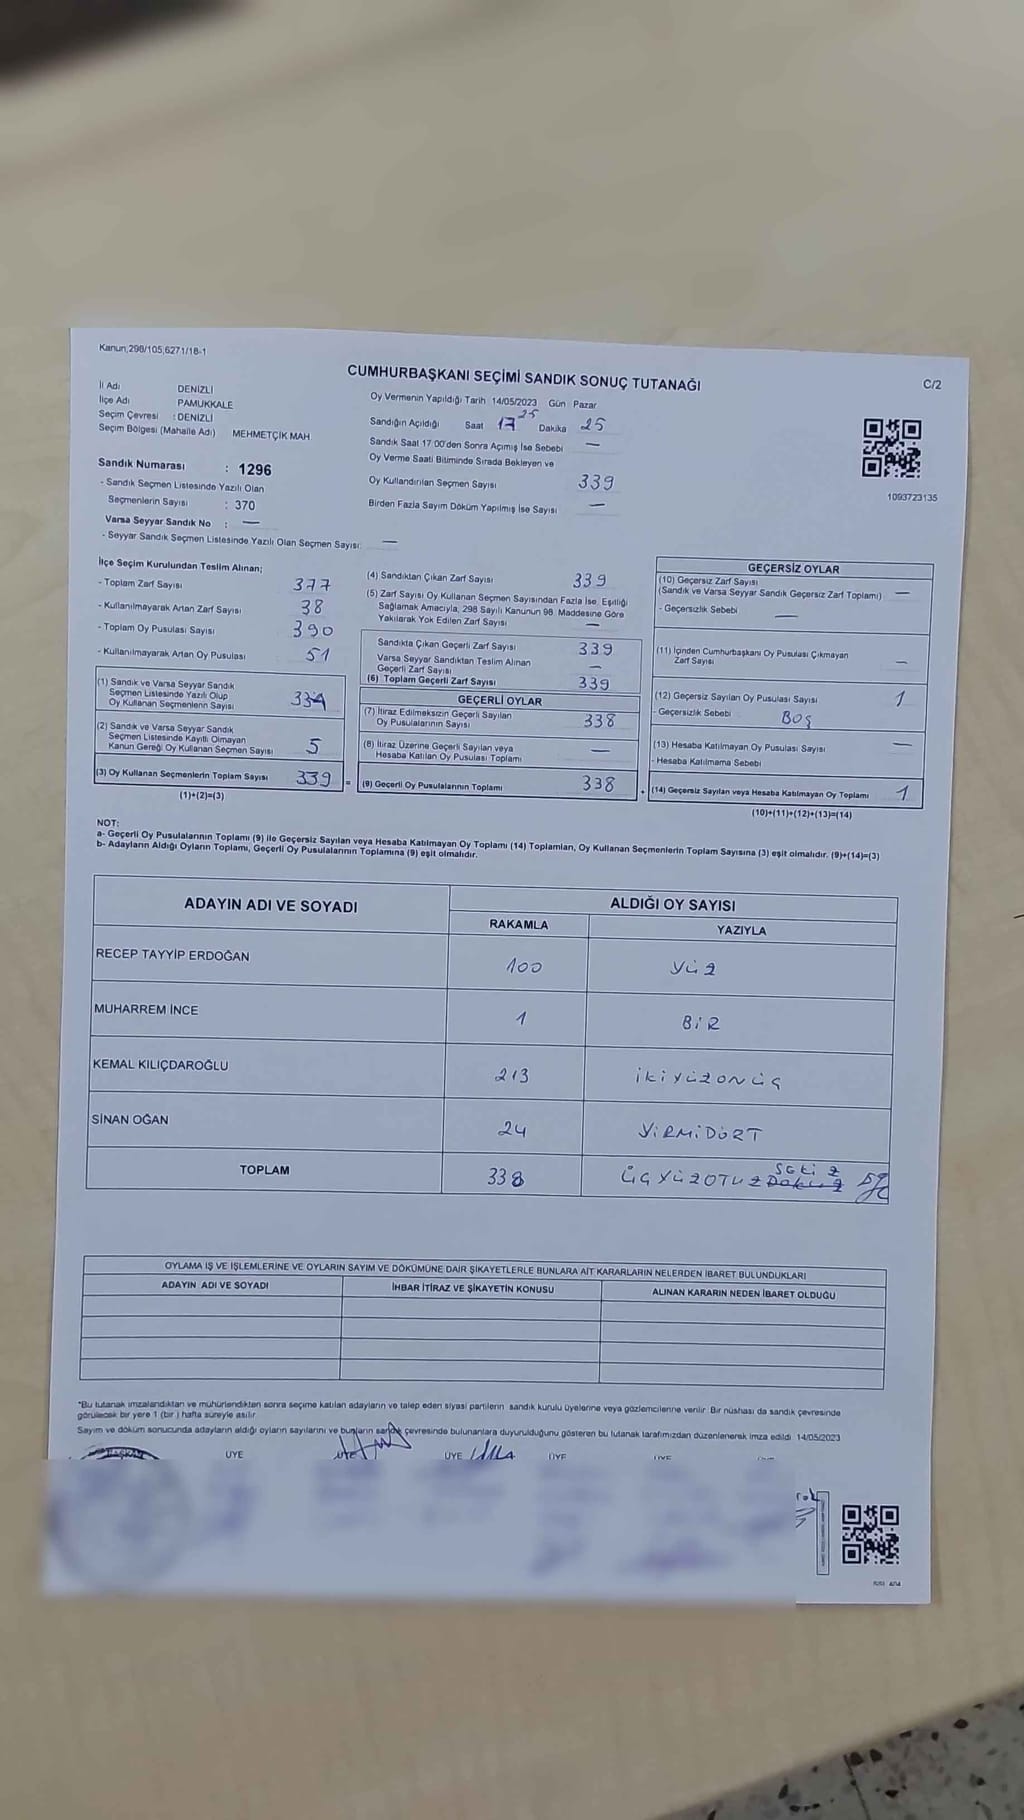 Kanun,298/105,6271/18-1
C/2
CUMHURBAŞKANI SEÇİMİ SANDIK SONUÇ TUTANAĞI
İl Adı DENİZLİ
İlçe Adı PAMUKKALE
Seçim Çevresi : DENİZLİ
Seçim Bölgesi (Mahalle Adı) MEHMETÇİK MAH
Sandık Numarası : 1296
- Sandık Seçmen Listesinde Yazılı Olan
Seçmenlerin Sayısı : 370
Varsa Seyyar Sandık No : —
- Seyyar Sandık Seçmen Listesinde Yazılı Olan Seçmen Sayısı: —
Oy Vermenin Yapıldığı Tarih 14/05/2023 Gün Pazar
Sandığın Açıldığı Saat 17 25 Dakika 25
Sandık Saat 17:00'den Sonra Açımış İse Sebebi —
Oy Verme Saati Bitiminde Sırada Bekleyen ve
Oy Kullandırılan Seçmen Sayısı 339
Birden Fazla Sayım Döküm Yapılmış İse Sayısı —
1093723135
İlçe Seçim Kurulundan Teslim Alınan;
- Toplam Zarf Sayısı 377
- Kullanılmayarak Artan Zarf Sayısı 38
- Toplam Oy Pusulası Sayısı 390
- Kullanılmayarak Artan Oy Pusulası 51
(1) Sandık ve Varsa Seyyar Sandık
Seçmen Listesinde Yazılı Olup
Oy Kullanan Seçmenlerin Sayısı 334
(2) Sandık ve Varsa Seyyar Sandık
Seçmen Listesinde Kayıtlı Olmayan
Kanun Gereği Oy Kullanan Seçmen Sayısı 5
(3) Oy Kullanan Seçmenlerin Toplam Sayısı 339 =
(1)+(2)=(3)
(4) Sandıktan Çıkan Zarf Sayısı 339
(5) Zarf Sayısı Oy Kullanan Seçmen Sayısından Fazla İse, Eşitliği
Sağlamak Amacıyla, 298 Sayılı Kanunun 98. Maddesine Göre
Yakılarak Yok Edilen Zarf Sayısı —
Sandıkta Çıkan Geçerli Zarf Sayısı 339
Varsa Seyyar Sandıktan Teslim Alınan
Geçerli Zarf Sayısı —
(6) Toplam Geçerli Zarf Sayısı 339
GEÇERLİ OYLAR
(7) İtiraz Edilmeksizin Geçerli Sayılan
Oy Pusulalarının Sayısı 338
(8) İtiraz Üzerine Geçerli Sayılan veya
Hesaba Katılan Oy Pusulası Toplamı —
(9) Geçerli Oy Pusulalarının Toplamı 338 +
GEÇERSİZ OYLAR
(10) Geçersiz Zarf Sayısı
(Sandık ve Varsa Seyyar Sandık Geçersiz Zarf Toplamı) —
- Geçersizlik Sebebi —
(11) İçinden Cumhurbaşkanı Oy Pusulası Çıkmayan
Zarf Sayısı —
(12) Geçersiz Sayılan Oy Pusulası Sayısı 1
- Geçersizlik Sebebi BOŞ
(13) Hesaba Katılmayan Oy Pusulası Sayısı —
- Hesaba Katılmama Sebebi
(14) Geçersiz Sayılan veya Hesaba Katılmayan Oy Toplamı 1
(10)+(11)+(12)+(13)=(14)
NOT:
a- Geçerli Oy Pusulalarının Toplamı (9) ile Geçersiz Sayılan veya Hesaba Katılmayan Oy Toplamı (14) Toplamları, Oy Kullanan Seçmenlerin Toplam Sayısına (3) eşit olmalıdır. (9)+(14)=(3)
b- Adayların Aldığı Oyların Toplamı, Geçerli Oy Pusulalarının Toplamına (9) eşit olmalıdır.
ADAYIN ADI VE SOYADI ALDIĞI OY SAYISI
RAKAMLA YAZIYLA
RECEP TAYYİP ERDOĞAN 100 YÜZ
MUHARREM İNCE 1 BİR
KEMAL KILIÇDAROĞLU 213 İKİYÜZONÜÇ
SİNAN OĞAN 24 YİRMİDÖRT
TOPLAM 338 ÜÇYÜZOTUZ DOKUZ SEKİZ
OYLAMA İŞ VE İŞLEMLERİNE VE OYLARIN SAYIM VE DÖKÜMÜNE DAİR ŞİKAYETLERLE BUNLARA AİT KARARLARIN NELERDEN İBARET BULUNDUKLARI
ADAYIN ADI VE SOYADI İHBAR İTİRAZ VE ŞİKAYETİN KONUSU ALINAN KARARIN NEDEN İBARET OLDUĞU
*Bu tutanak imzalandıktan ve mühürlendikten sonra seçime katılan adayların ve talep eden siyasi partilerin sandık kurulu üyelerine veya gözlemcilerine verilir. Bir nüshası da sandık çevresinde
görülecek bir yere 1 (bir ) hafta süreyle asılır.
Sayım ve döküm sonucunda adayların aldığı oyların sayılarını ve bunların sandık çevresinde bulunanlara duyurulduğunu gösteren bu tutanak tarafımızdan düzenlenerek imza edildi. 14/05/2023
BAŞKAN ÜYE ÜYE ÜYE ÜYE ÜYE